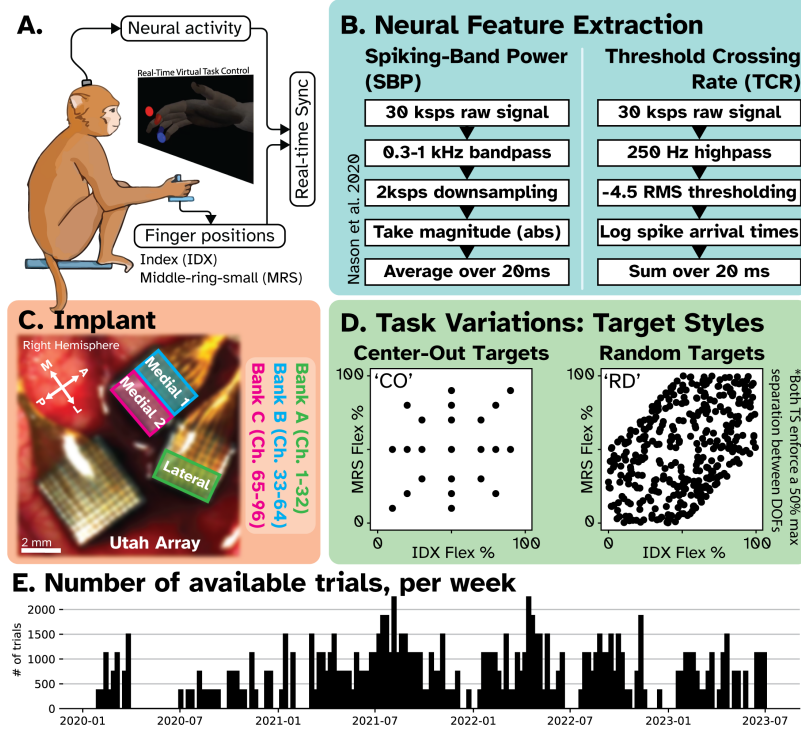 A.
Neural activity
Real-Time Virtual Task Control
Real-time Sync
Finger positions
Index (IDX)
Middle-ring-small (MRS)
B. Neural Feature Extraction
Spiking-Band Power
(SBP)
30 ksps raw signal
0.3-1 kHz bandpass
2ksps downsampling
Take magnitude (abs)
Average over 20ms
Nason et al. 2020
Threshold Crossing
Rate (TCR)
30 ksps raw signal
250 Hz highpass
-4.5 RMS thresholding
Log spike arrival times
Sum over 20 ms
C. Implant
Right Hemisphere
M
A
P
L
Medial 1
Medial 2
Lateral
2 mm
Utah Array
Bank A (Ch. 1-32)
Bank B (Ch. 33-64)
Bank C (Ch. 65-96)
D. Task Variations: Target Styles
Center-Out Targets
'CO'
100
MRS Flex %
0
0
100
IDX Flex %
Random Targets
'RD'
100
MRS Flex %
0
0
100
IDX Flex %
*Both TS enforce a 50% max
separation between DOFs
E. Number of available trials, per week
# of trials
2000
1500
1000
500
0
2020-01
2020-07
2021-01
2021-07
2022-01
2022-07
2023-01
2023-07